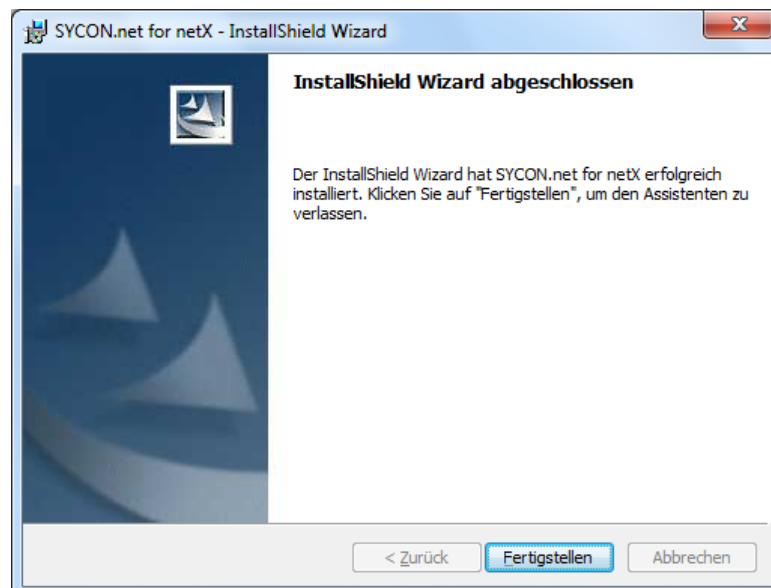 SYCON.net for netX - InstallShield Wizard
InstallShield Wizard abgeschlossen
Der InstallShield Wizard hat SYCON.net for netX erfolgreich
installiert. Klicken Sie auf "Fertigstellen", um den Assistenten zu
verlassen.
< Zurück Fertigstellen Abbrechen